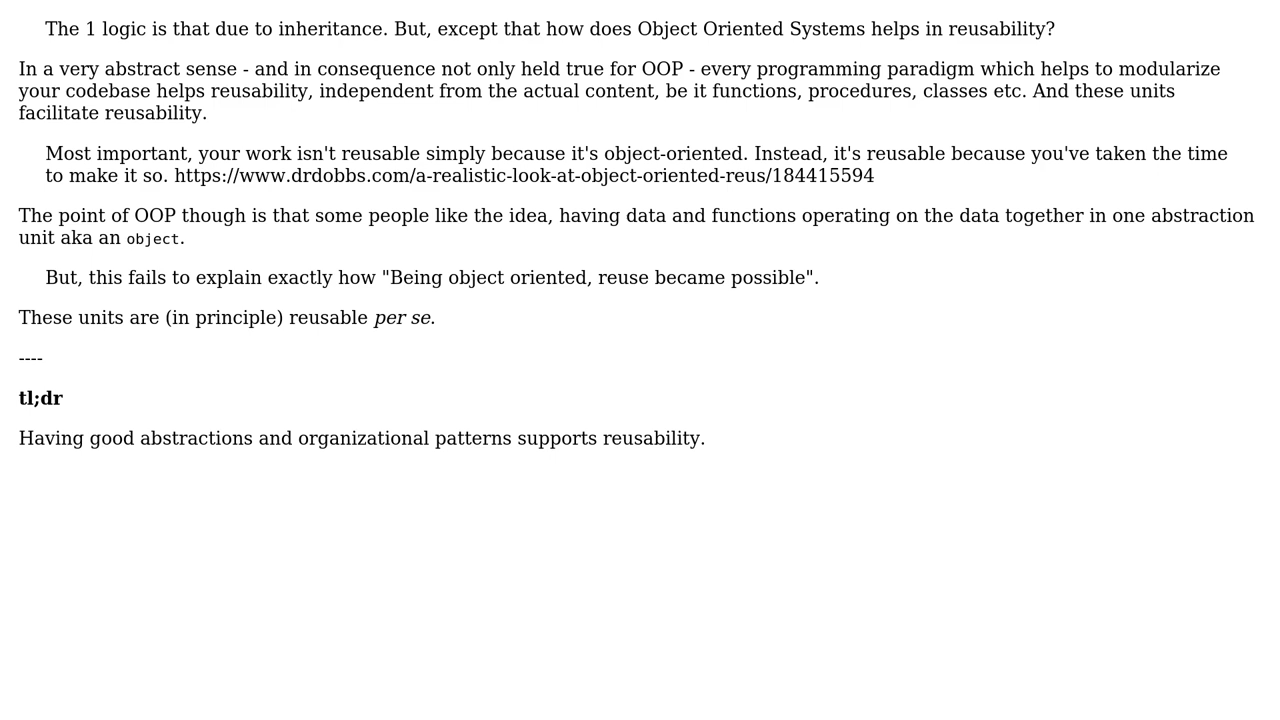 The 1 logic is that due to inheritance. But, except that how does Object Oriented Systems helps in reusability?
In a very abstract sense - and in consequence not only held true for OOP - every programming paradigm which helps to modularize
your codebase helps reusability, independent from the actual content, be it functions, procedures, classes etc. And these units
facilitate reusability.
Most important, your work isn't reusable simply because it's object-oriented. Instead, it's reusable because you've taken the time
to make it so. https://www.drdobbs.com/a-realistic-look-at-object-oriented-reus/184415594
The point of OOP though is that some people like the idea, having data and functions operating on the data together in one abstraction
unit aka an object.
But, this fails to explain exactly how "Being object oriented, reuse became possible".
These units are (in principle) reusable per se.
----
tl;dr
Having good abstractions and organizational patterns supports reusability.